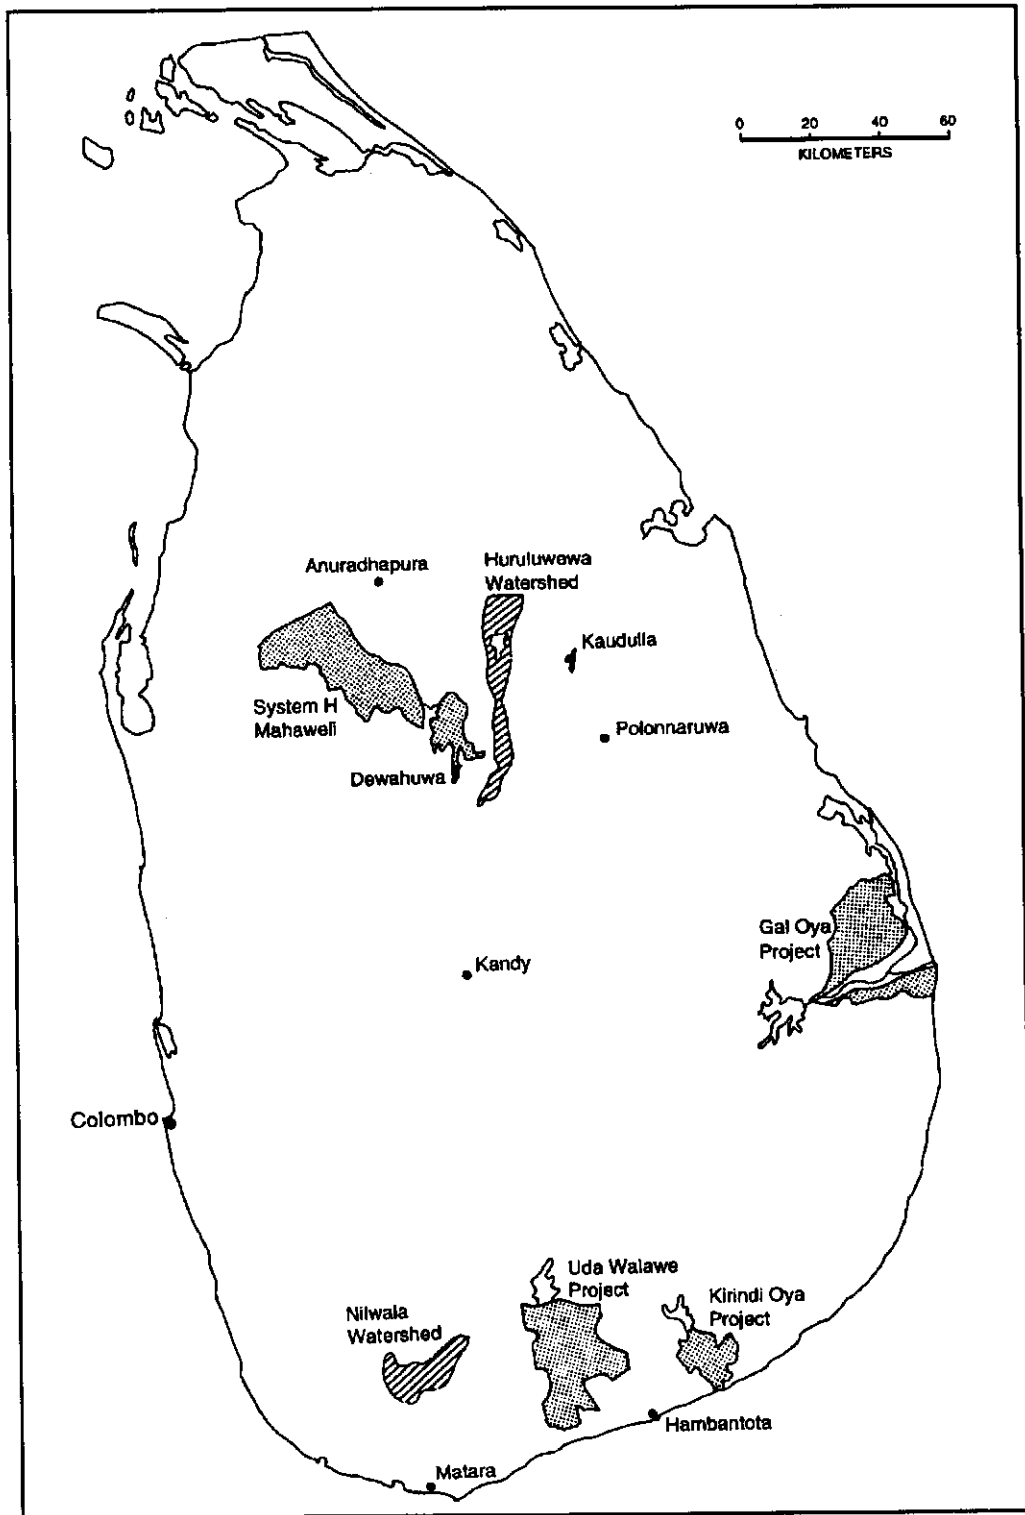 0 20 40 60
KILOMETERS
Anuradhapura
Huruluwewa
Watershed
Kaudulla
System H
Mahaweli
Polonnaruwa
Dewahuwa
Gal Oya
Project
Kandy
Colombo
Uda Walawe
Project
Kirindi Oya
Project
Nilwala
Watershed
Hambantota
Matara